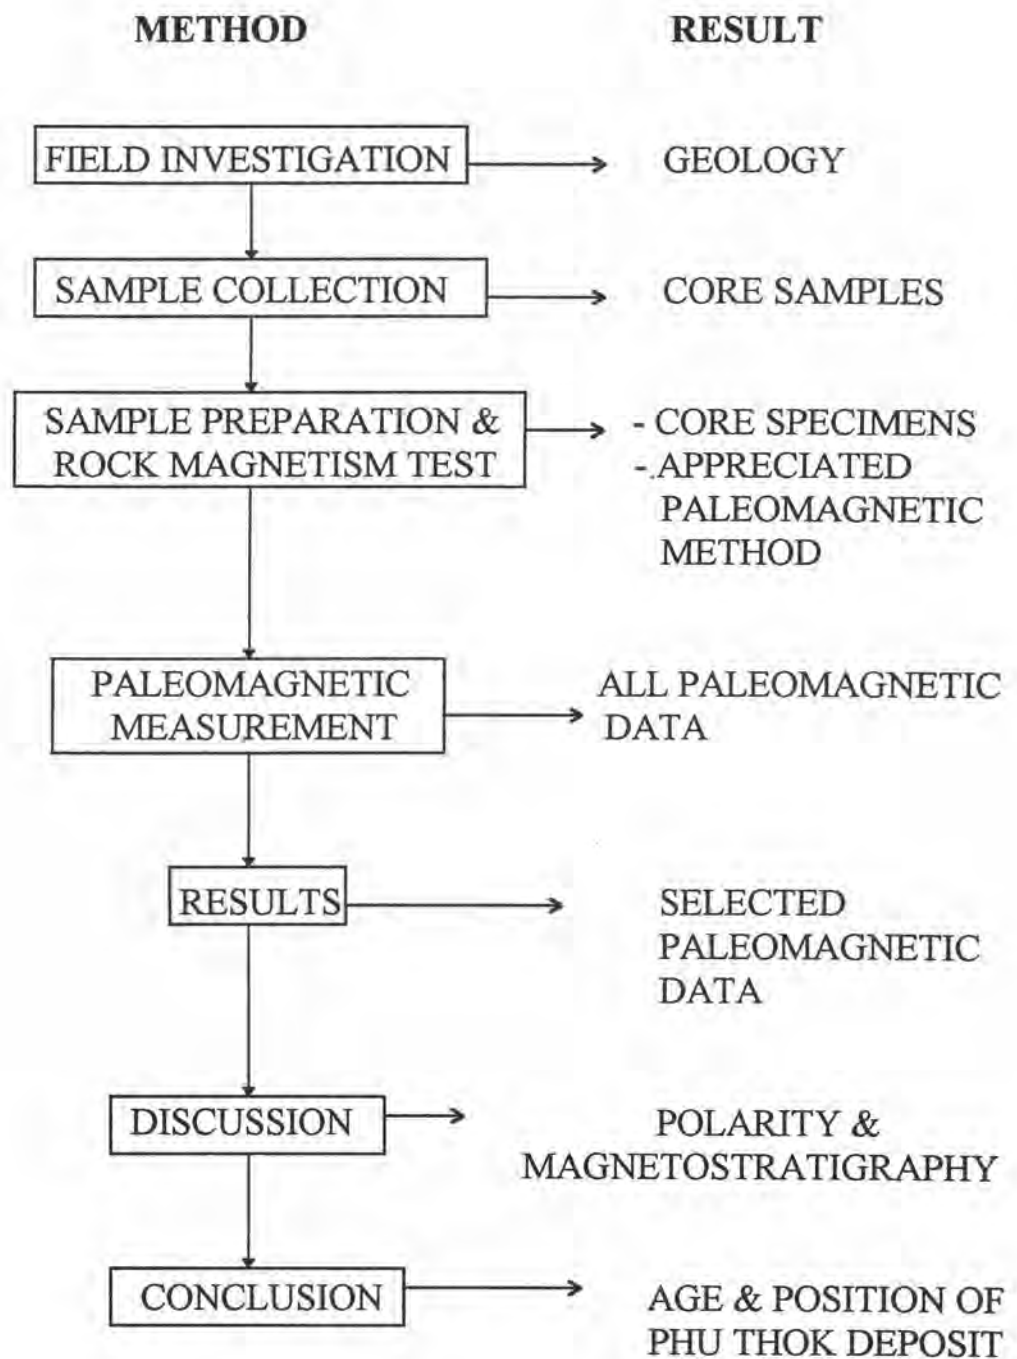 METHOD RESULT
FIELD INVESTIGATION GEOLOGY
SAMPLE COLLECTION CORE SAMPLES
SAMPLE PREPARATION & - CORE SPECIMENS
ROCK MAGNETISM TEST - APPRECIATED
PALEOMAGNETIC
METHOD
PALEOMAGNETIC ALL PALEOMAGNETIC
MEASUREMENT DATA
RESULTS SELECTED
PALEOMAGNETIC
DATA
DISCUSSION POLARITY &
MAGNETOSTRATIGRAPHY
CONCLUSION AGE & POSITION OF
PHU THOK DEPOSIT